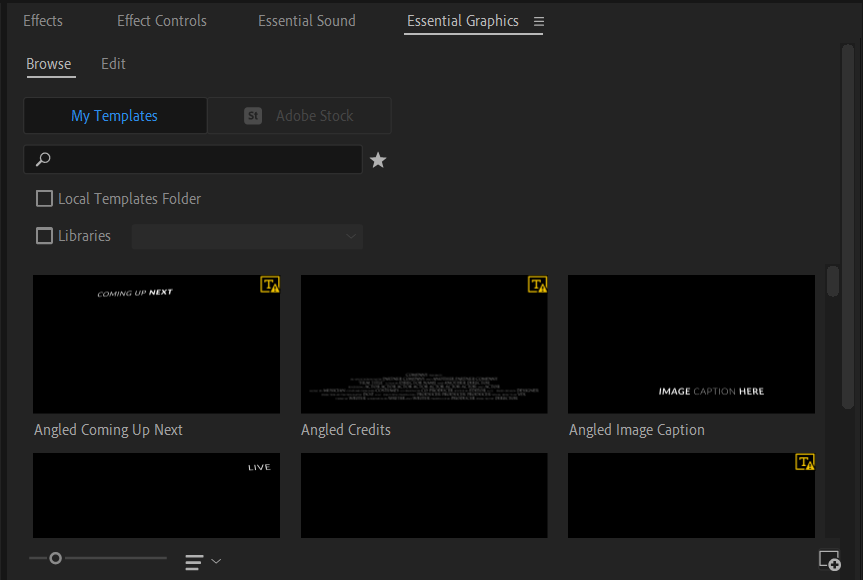 Effects Effect Controls Essential Sound Essential Graphics
Browse Edit
My Templates St Adobe Stock
Local Templates Folder
Libraries
COMING UP NEXT
IMAGE CAPTION HERE
Angled Coming Up Next Angled Credits Angled Image Caption
LIVE